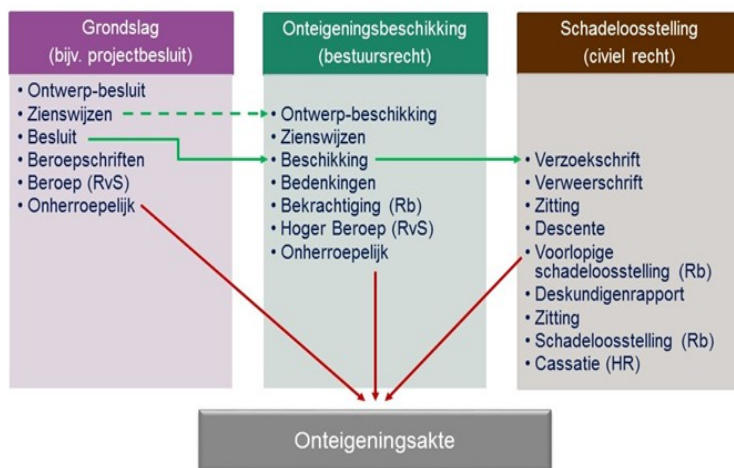 Grondslag
(bijv. projectbesluit)
• Ontwerp-besluit
• Zienswijzen
• Besluit
• Beroepschriften
• Beroep (RvS)
• Onherroepelijk
Onteigeningsbeschikking
(bestuursrecht)
• Ontwerp-beschikking
• Zienswijzen
• Beschikking
• Bedenkingen
• Bekrachtiging (Rb)
• Hoger Beroep (RvS)
• Onherroepelijk
Schadeloosstelling
(civiel recht)
• Verzoekschrift
• Verweerschrift
• Zitting
• Descente
• Voorlopige
schadeloosstelling (Rb)
• Deskundigenrapport
• Zitting
• Schadeloosstelling (Rb)
• Cassatie (HR)
Onteigeningsakte